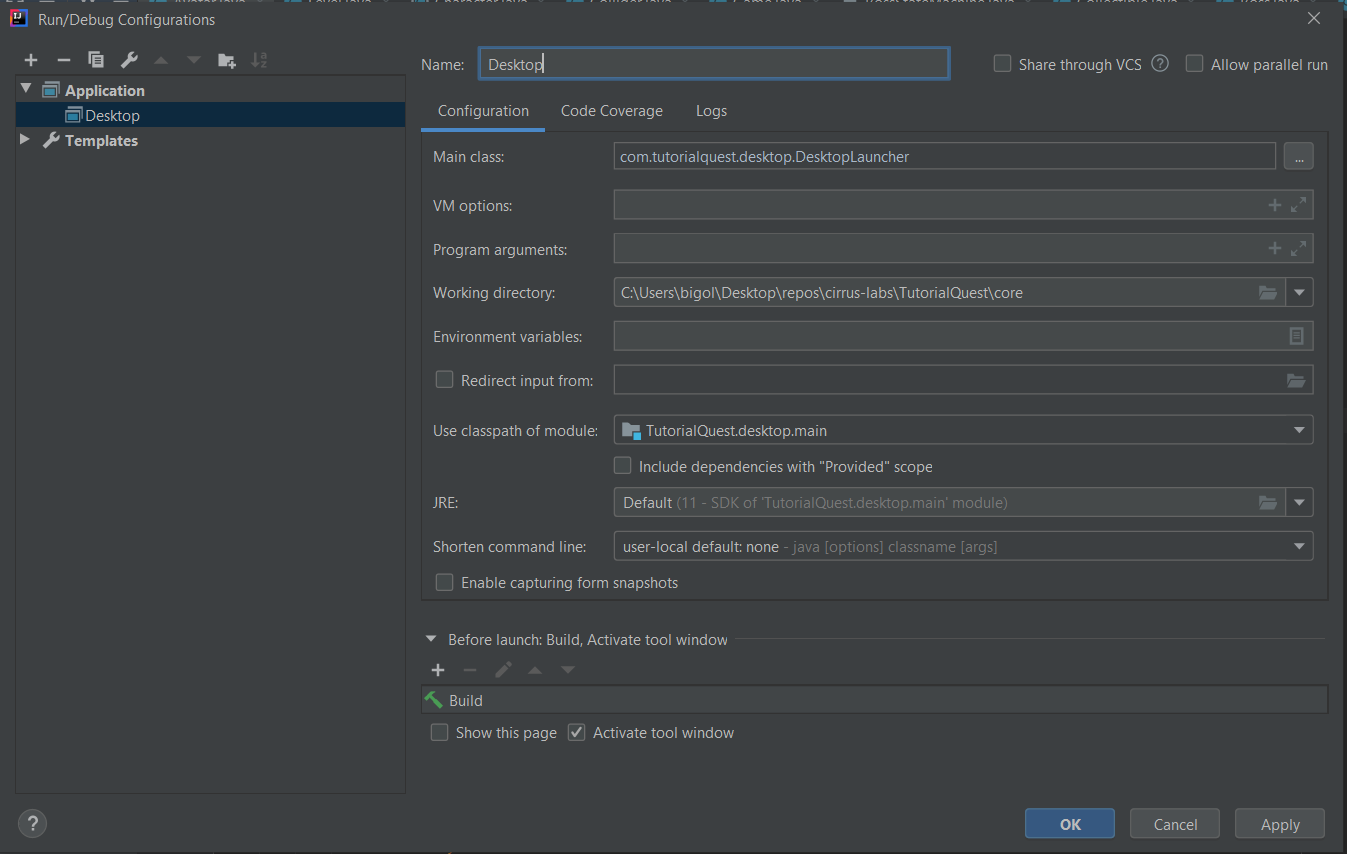 Run/Debug Configurations
Name: Desktop
Share through VCS
Allow parallel run
Application
Desktop
Templates
Configuration Code Coverage Logs
Main class: com.tutorialquest.desktop.DesktopLauncher ...
VM options:
Program arguments:
Working directory: C:\Users\bigol\Desktop\repos\cirrus-labs\TutorialQuest\core
Environment variables:
Redirect input from:
Use classpath of module: TutorialQuest.desktop.main
Include dependencies with "Provided" scope
JRE: Default (11 - SDK of 'TutorialQuest.desktop.main' module)
Shorten command line: user-local default: none - java [options] classname [args]
Enable capturing form snapshots
Before launch: Build, Activate tool window
Build
Show this page Activate tool window
? OK Cancel Apply